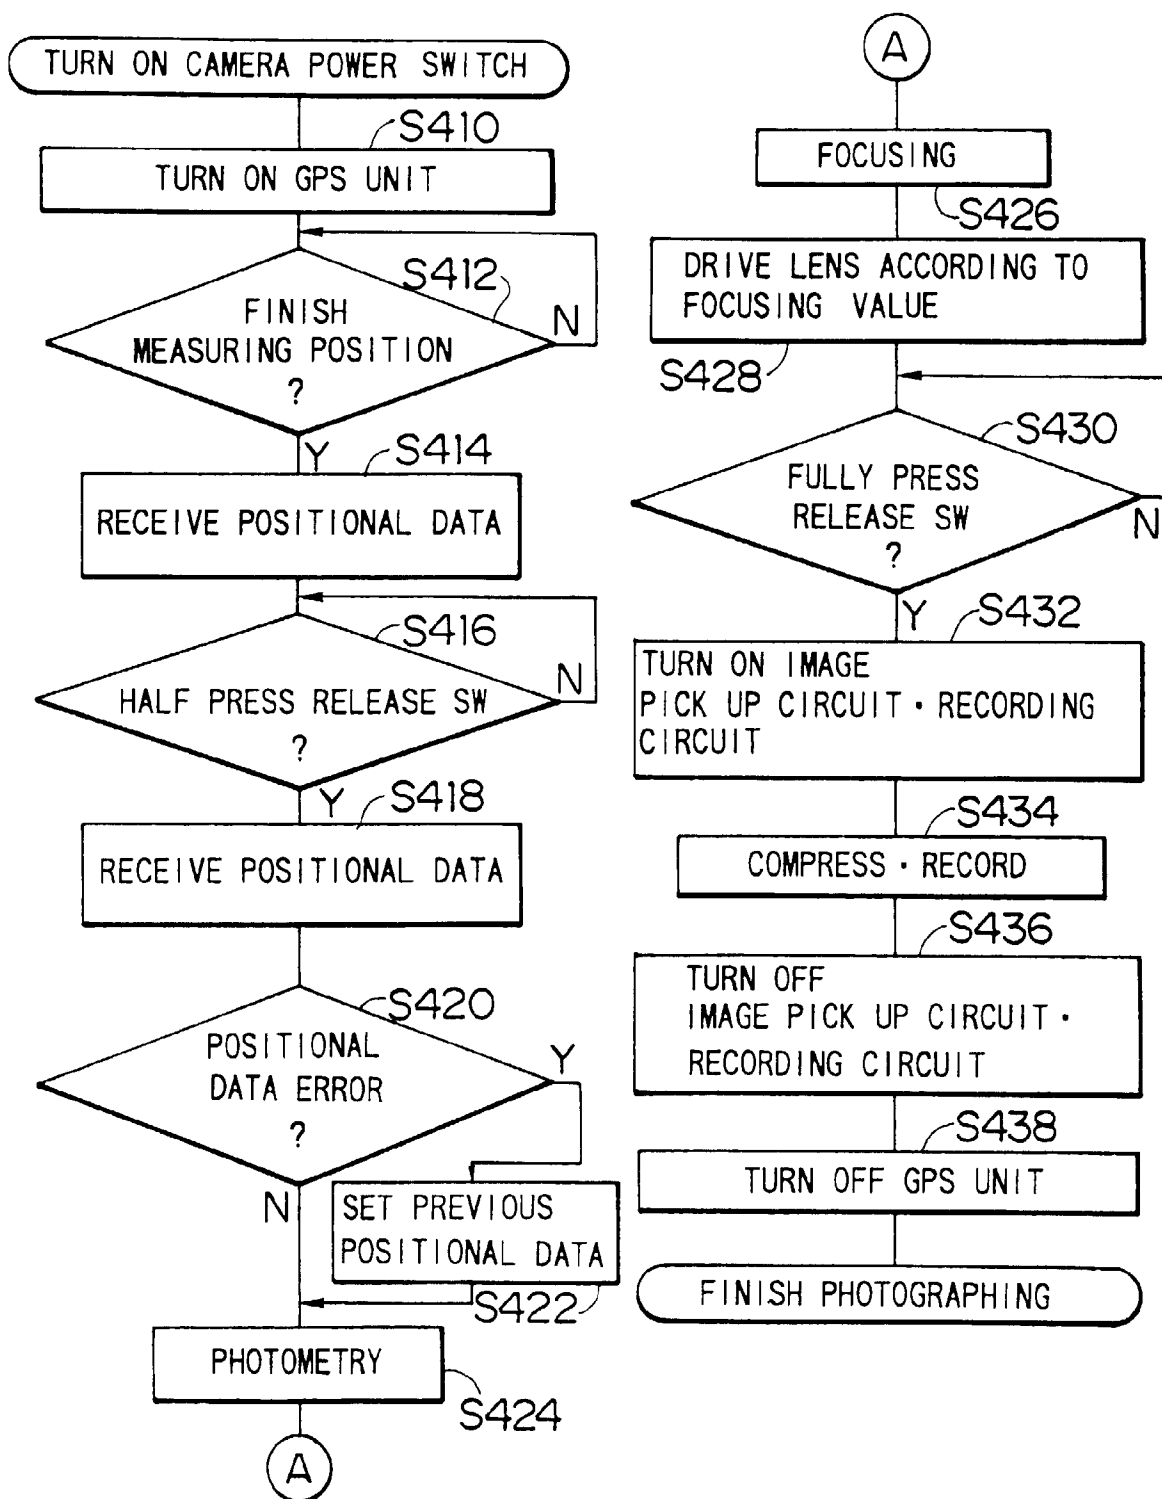 TURN ON CAMERA POWER SWITCH
S410
TURN ON GPS UNIT
S412
FINISH
MEASURING POSITION
?
N
Y
S414
RECEIVE POSITIONAL DATA
S416
HALF PRESS RELEASE SW
?
N
Y
S418
RECEIVE POSITIONAL DATA
S420
POSITIONAL
DATA ERROR
?
Y
N
SET PREVIOUS
POSITIONAL DATA
S422
PHOTOMETRY
S424
A
A
FOCUSING
S426
DRIVE LENS ACCORDING TO
FOCUSING VALUE
S428
S430
FULLY PRESS
RELEASE SW
?
N
Y
S432
TURN ON IMAGE
PICK UP CIRCUIT・RECORDING
CIRCUIT
S434
COMPRESS・RECORD
S436
TURN OFF
IMAGE PICK UP CIRCUIT・
RECORDING CIRCUIT
S438
TURN OFF GPS UNIT
FINISH PHOTOGRAPHING